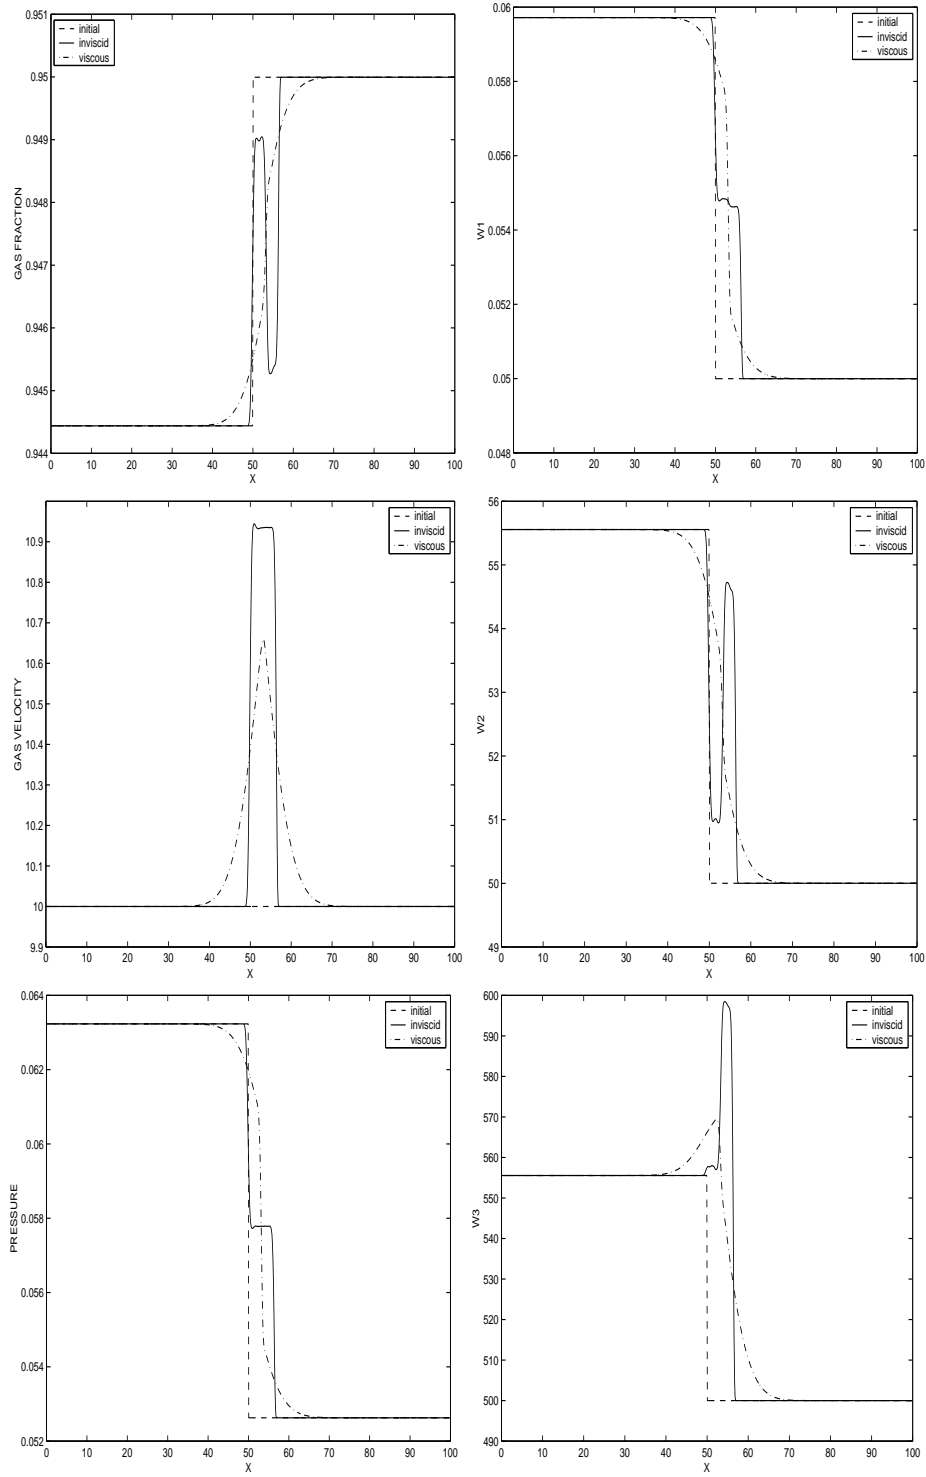 0.951
0.95
0.949
0.948
0.947
0.946
0.945
0.944
GAS FRACTION
0 10 20 30 40 50 60 70 80 90 100
X
initial
inviscid
viscous
0.06
0.058
0.056
0.054
0.052
0.05
0.048
W1
0 10 20 30 40 50 60 70 80 90 100
X
initial
inviscid
viscous
10.9
10.8
10.7
10.6
10.5
10.4
10.3
10.2
10.1
10
9.9
GAS VELOCITY
0 10 20 30 40 50 60 70 80 90 100
X
initial
inviscid
viscous
56
55
54
53
52
51
50
49
W2
0 10 20 30 40 50 60 70 80 90 100
X
initial
inviscid
viscous
0.064
0.062
0.06
0.058
0.056
0.054
0.052
PRESSURE
0 10 20 30 40 50 60 70 80 90 100
X
initial
inviscid
viscous
600
590
580
570
560
550
540
530
520
510
500
490
W3
0 10 20 30 40 50 60 70 80 90 100
X
initial
inviscid
viscous